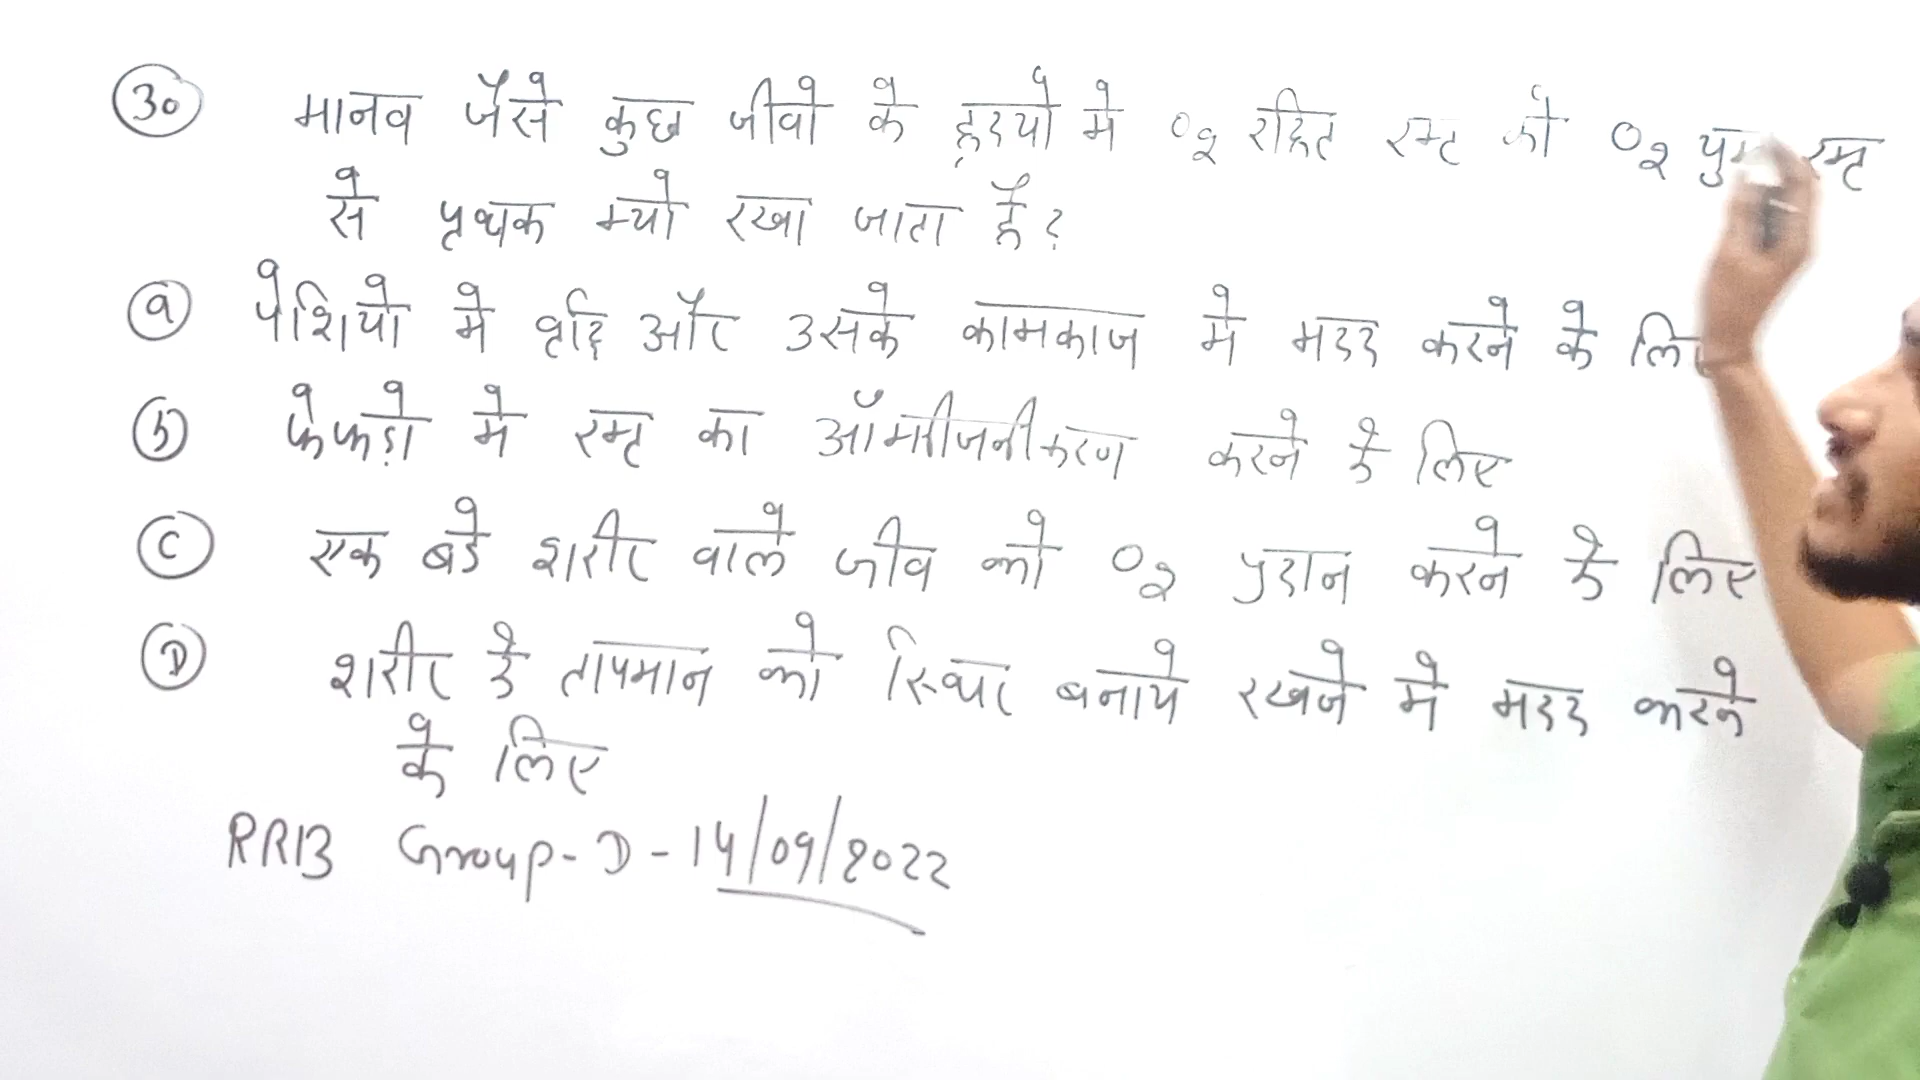 30 मानव जैसे कुछ जीवो के ह्रदयो मे O2 रहित रक्त को O2 रक्त
से पृथक क्यो रखा जाता है?
a पेशियो मे वृद्दि और उसके कामकाज मे मदद करने के लिए
b फेफड़ो मे रक्त का ऑक्सीजनीकरण करने के लिए
C एक बडे शरीर वाले जीव को O2 प्रदान करने के लिए
D शरीर के तापमान को स्थिर बनाये रखने मे मदद करने
के लिए
RRB Group-D-14/09/2022